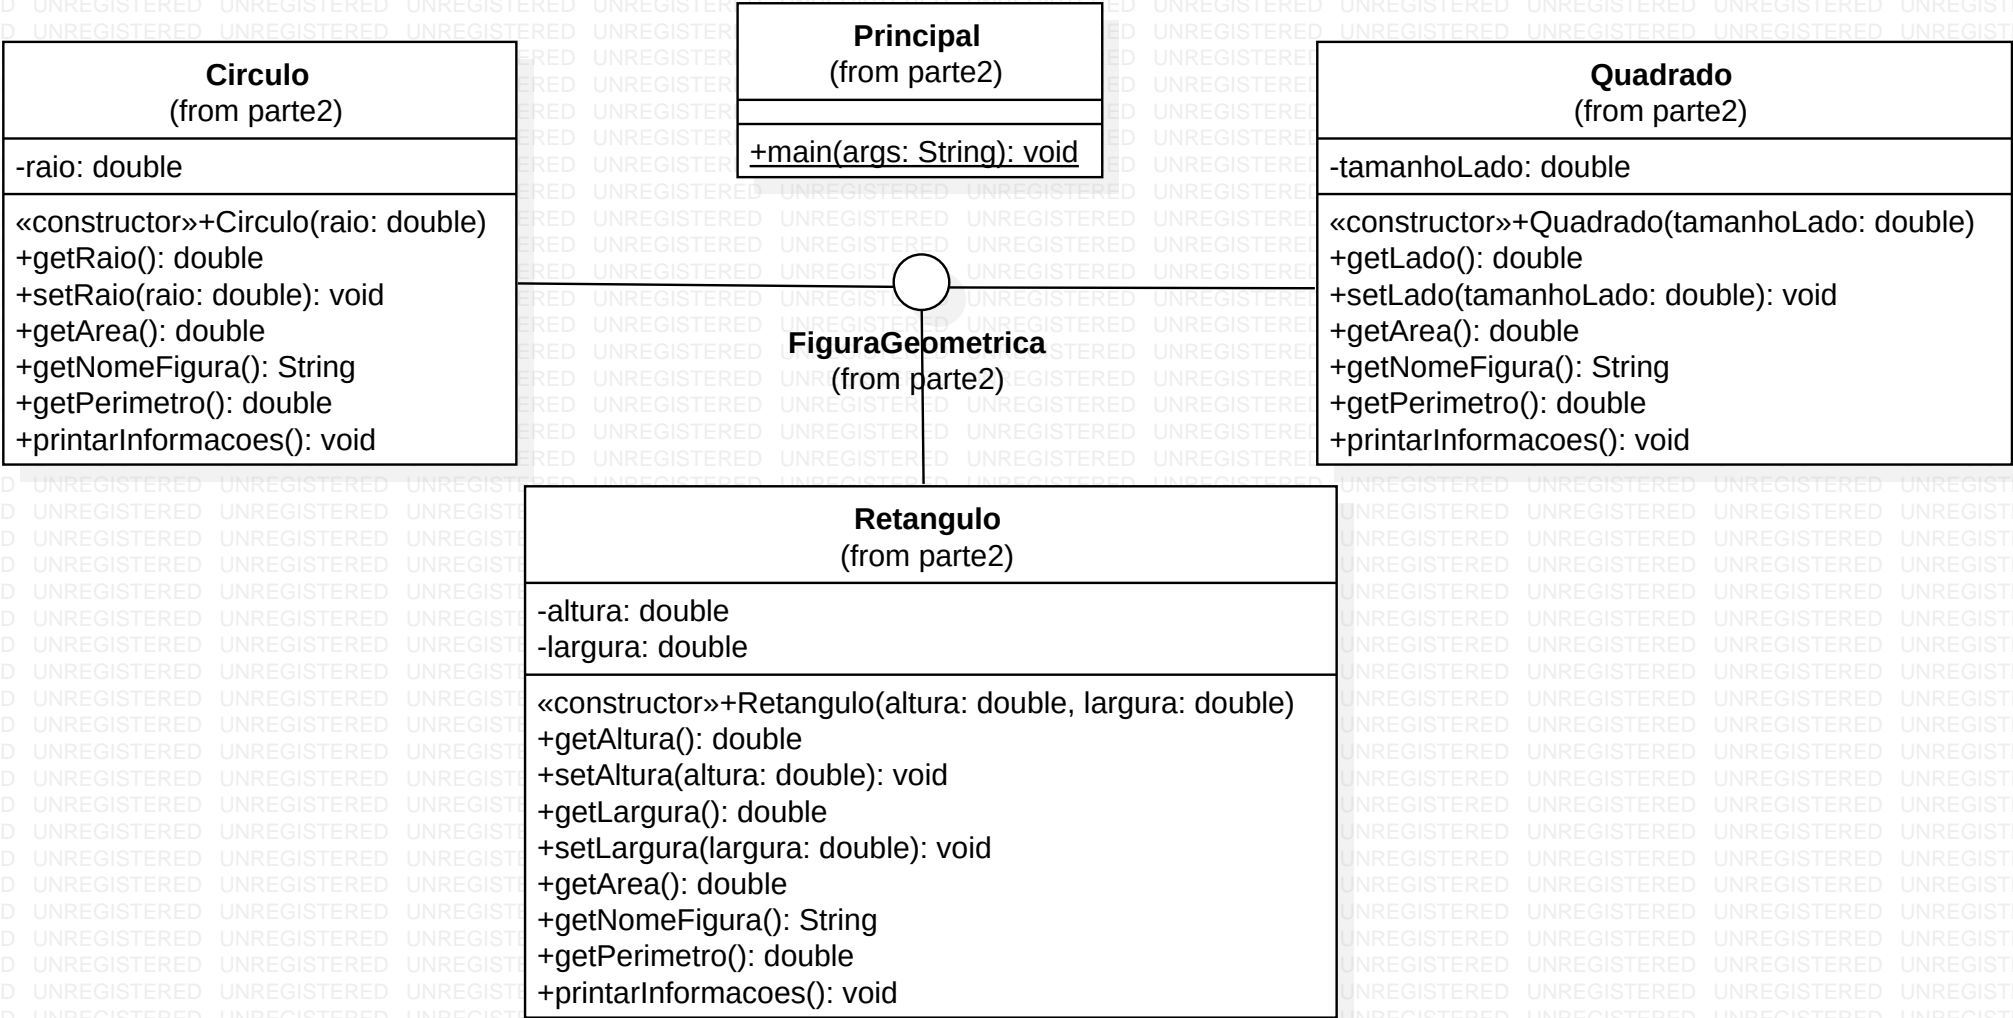 Circulo
(from parte2)
-raio: double
«constructor»+Circulo(raio: double)
+getRaio(): double
+setRaio(raio: double): void
+getArea(): double
+getNomeFigura(): String
+getPerimetro(): double
+printarInformacoes(): void
Principal
(from parte2)
+main(args: String): void
Quadrado
(from parte2)
-tamanhoLado: double
«constructor»+Quadrado(tamanhoLado: double)
+getLado(): double
+setLado(tamanhoLado: double): void
+getArea(): double
+getNomeFigura(): String
+getPerimetro(): double
+printarInformacoes(): void
FiguraGeometrica
(from parte2)
Retangulo
(from parte2)
-altura: double
-largura: double
«constructor»+Retangulo(altura: double, largura: double)
+getAltura(): double
+setAltura(altura: double): void
+getLargura(): double
+setLargura(largura: double): void
+getArea(): double
+getNomeFigura(): String
+getPerimetro(): double
+printarInformacoes(): void
UNREGISTERED